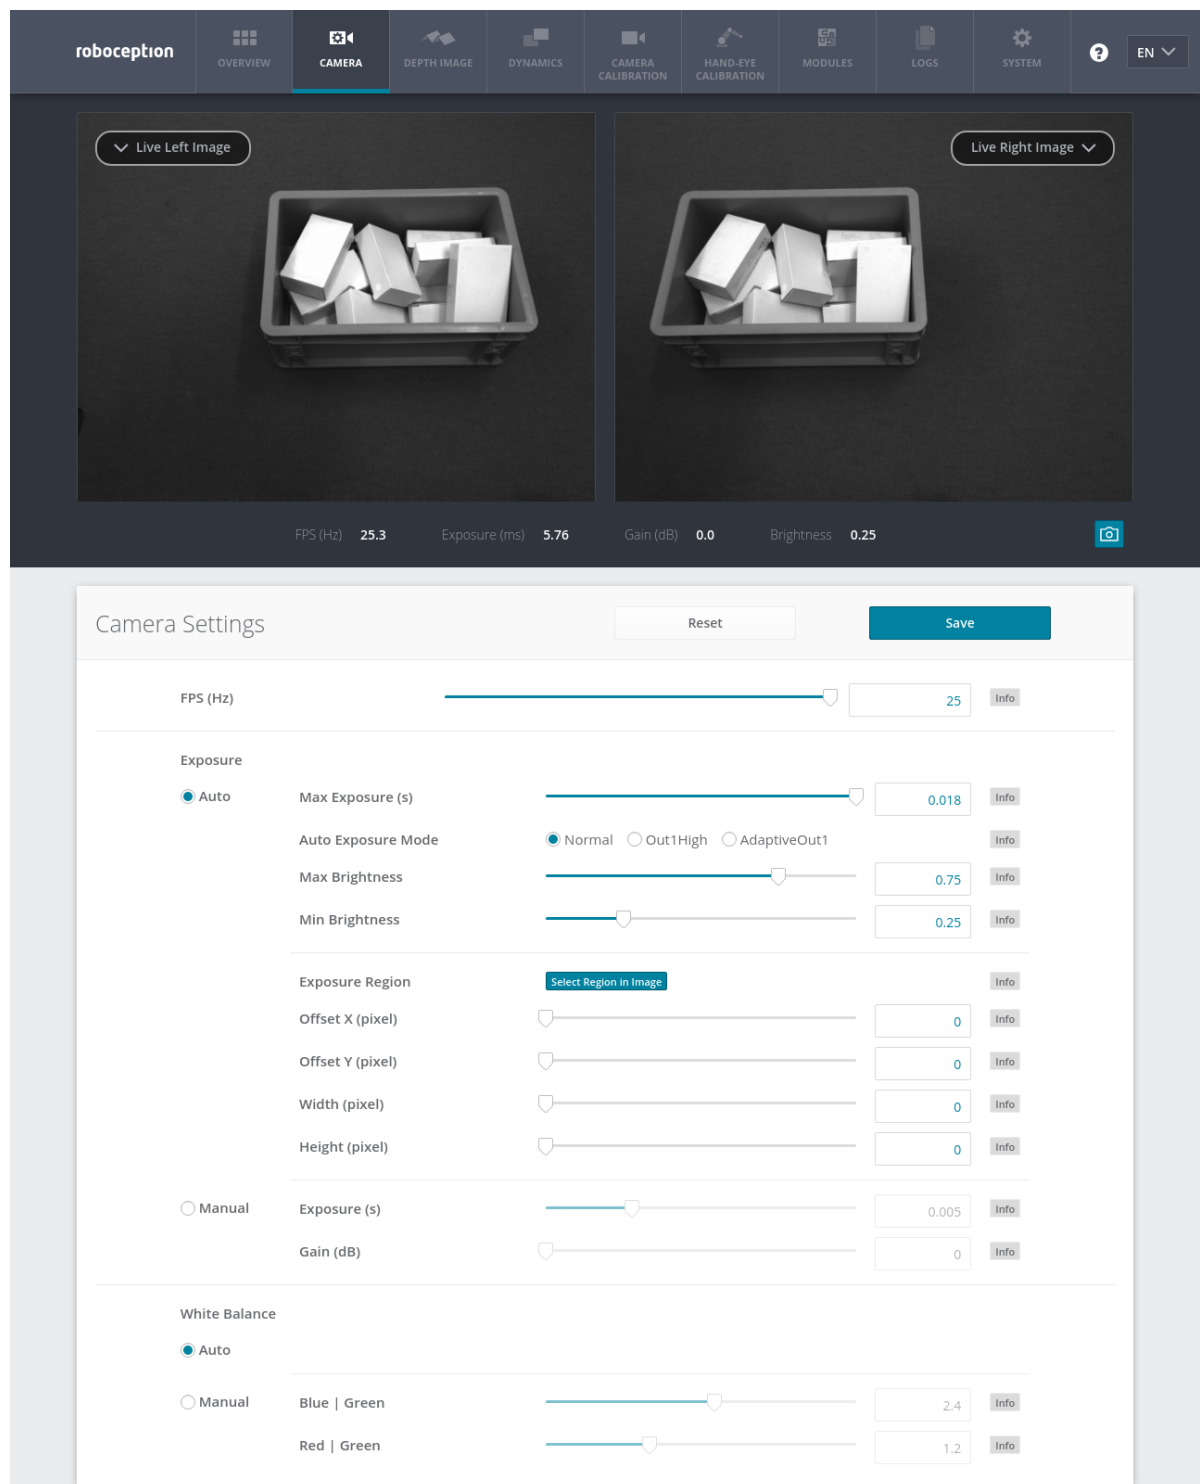 roboception
OVERVIEW
CAMERA
DEPTH IMAGE
DYNAMICS
CAMERA
CALIBRATION
HAND-EYE
CALIBRATION
MODULES
LOGS
SYSTEM
?
EN
Live Left Image
Live Right Image
FPS (Hz) 25.3 Exposure (ms) 5.76 Gain (dB) 0.0 Brightness 0.25
Camera Settings Reset Save
FPS (Hz) 25 Info
Exposure
Auto Max Exposure (s) 0.018 Info
Auto Exposure Mode Normal Out1High AdaptiveOut1 Info
Max Brightness 0.75 Info
Min Brightness 0.25 Info
Exposure Region Select Region in Image Info
Offset X (pixel) 0 Info
Offset Y (pixel) 0 Info
Width (pixel) 0 Info
Height (pixel) 0 Info
Manual Exposure (s) 0.005 Info
Gain (dB) 0 Info
White Balance
Auto
Manual Blue | Green 2.4 Info
Red | Green 1.2 Info